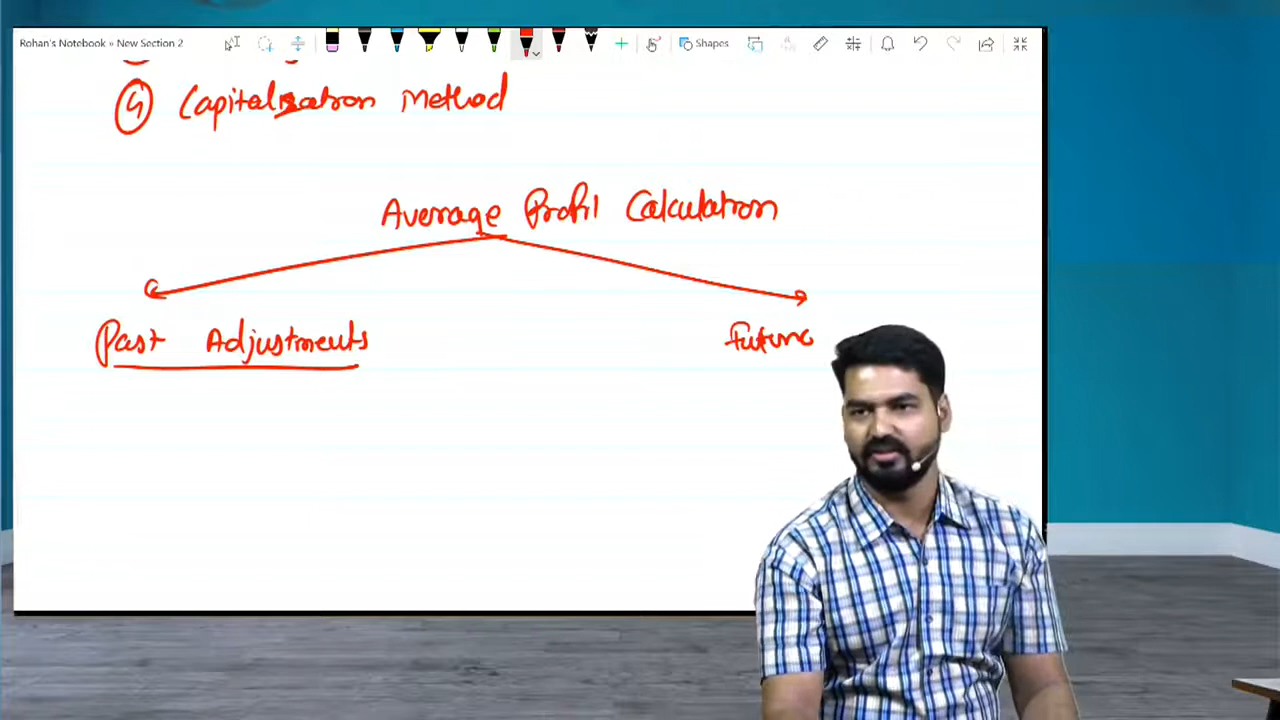 Rohan's Notebook » New Section 2
Shapes
④ Capitalisation Method
Average Profit Calculation
Past Adjustments
Future